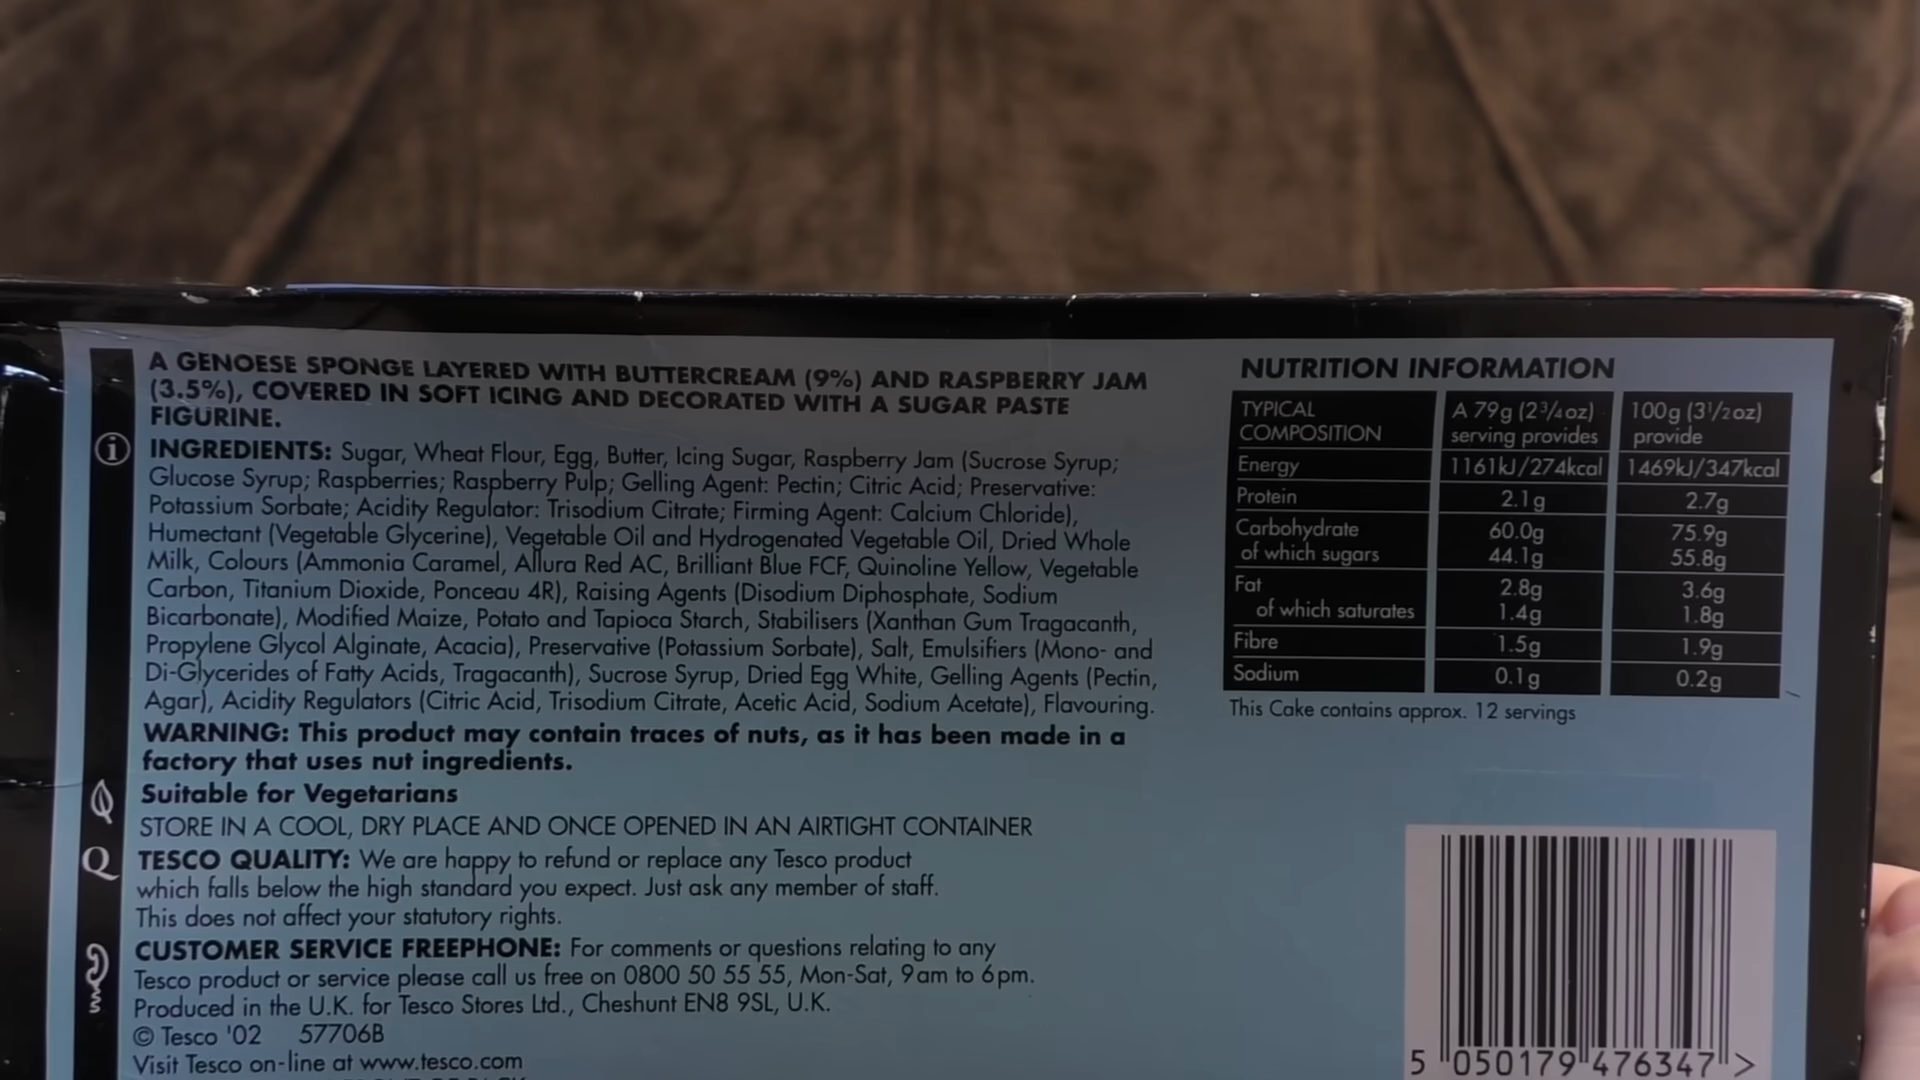 A GENOESE SPONGE LAYERED WITH BUTTERCREAM (9%) AND RASPBERRY JAM
(3.5%), COVERED IN SOFT ICING AND DECORATED WITH A SUGAR PASTE
FIGURINE.
INGREDIENTS: Sugar, Wheat Flour, Egg, Butter, Icing Sugar, Raspberry Jam (Sucrose Syrup;
Glucose Syrup; Raspberries; Raspberry Pulp; Gelling Agent: Pectin; Citric Acid; Preservative:
Potassium Sorbate; Acidity Regulator: Trisodium Citrate; Firming Agent: Calcium Chloride),
Humectant (Vegetable Glycerine), Vegetable Oil and Hydrogenated Vegetable Oil, Dried Whole
Milk, Colours (Ammonia Caramel, Allura Red AC, Brilliant Blue FCF, Quinoline Yellow, Vegetable
Carbon, Titanium Dioxide, Ponceau 4R), Raising Agents (Disodium Diphosphate, Sodium
Bicarbonate), Modified Maize, Potato and Tapioca Starch, Stabilisers (Xanthan Gum Tragacanth,
Propylene Glycol Alginate, Acacia), Preservative (Potassium Sorbate), Salt, Emulsifiers (Mono- and
Di-Glycerides of Fatty Acids, Tragacanth), Sucrose Syrup, Dried Egg White, Gelling Agents (Pectin,
Agar), Acidity Regulators (Citric Acid, Trisodium Citrate, Acetic Acid, Sodium Acetate), Flavouring.
WARNING: This product may contain traces of nuts, as it has been made in a
factory that uses nut ingredients.
Suitable for Vegetarians
STORE IN A COOL, DRY PLACE AND ONCE OPENED IN AN AIRTIGHT CONTAINER
Q TESCO QUALITY: We are happy to refund or replace any Tesco product
which falls below the high standard you expect. Just ask any member of staff.
This does not affect your statutory rights.
CUSTOMER SERVICE FREEPHONE: For comments or questions relating to any
Tesco product or service please call us free on 0800 50 55 55, Mon-Sat, 9am to 6pm.
Produced in the U.K. for Tesco Stores Ltd., Cheshunt EN8 9SL, U.K.
© Tesco '02 57706B
Visit Tesco on-line at www.tesco.com
NUTRITION INFORMATION
TYPICAL COMPOSITION A 79g (2 3/4oz) serving provides 100g (3 1/2oz) provide
Energy 1161kJ/274kcal 1469kJ/347kcal
Protein 2.1g 2.7g
Carbohydrate 60.0g 75.9g
of which sugars 44.1g 55.8g
Fat 2.8g 3.6g
of which saturates 1.4g 1.8g
Fibre 1.5g 1.9g
Sodium 0.1g 0.2g
This Cake contains approx. 12 servings
5 050179 476347 >